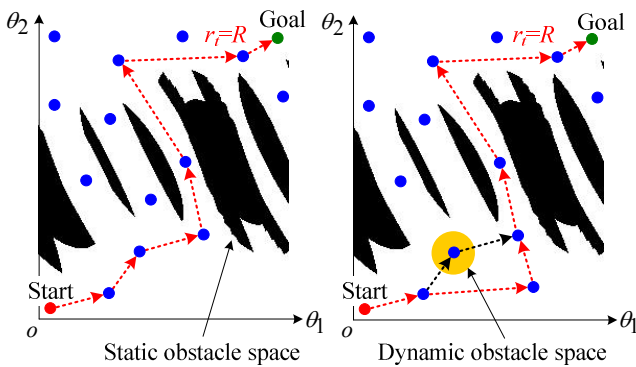 θ2
Goal
rt=R
Start
o
θ1
Static obstacle space
θ2
Goal
rt=R
Start
o
θ1
Dynamic obstacle space